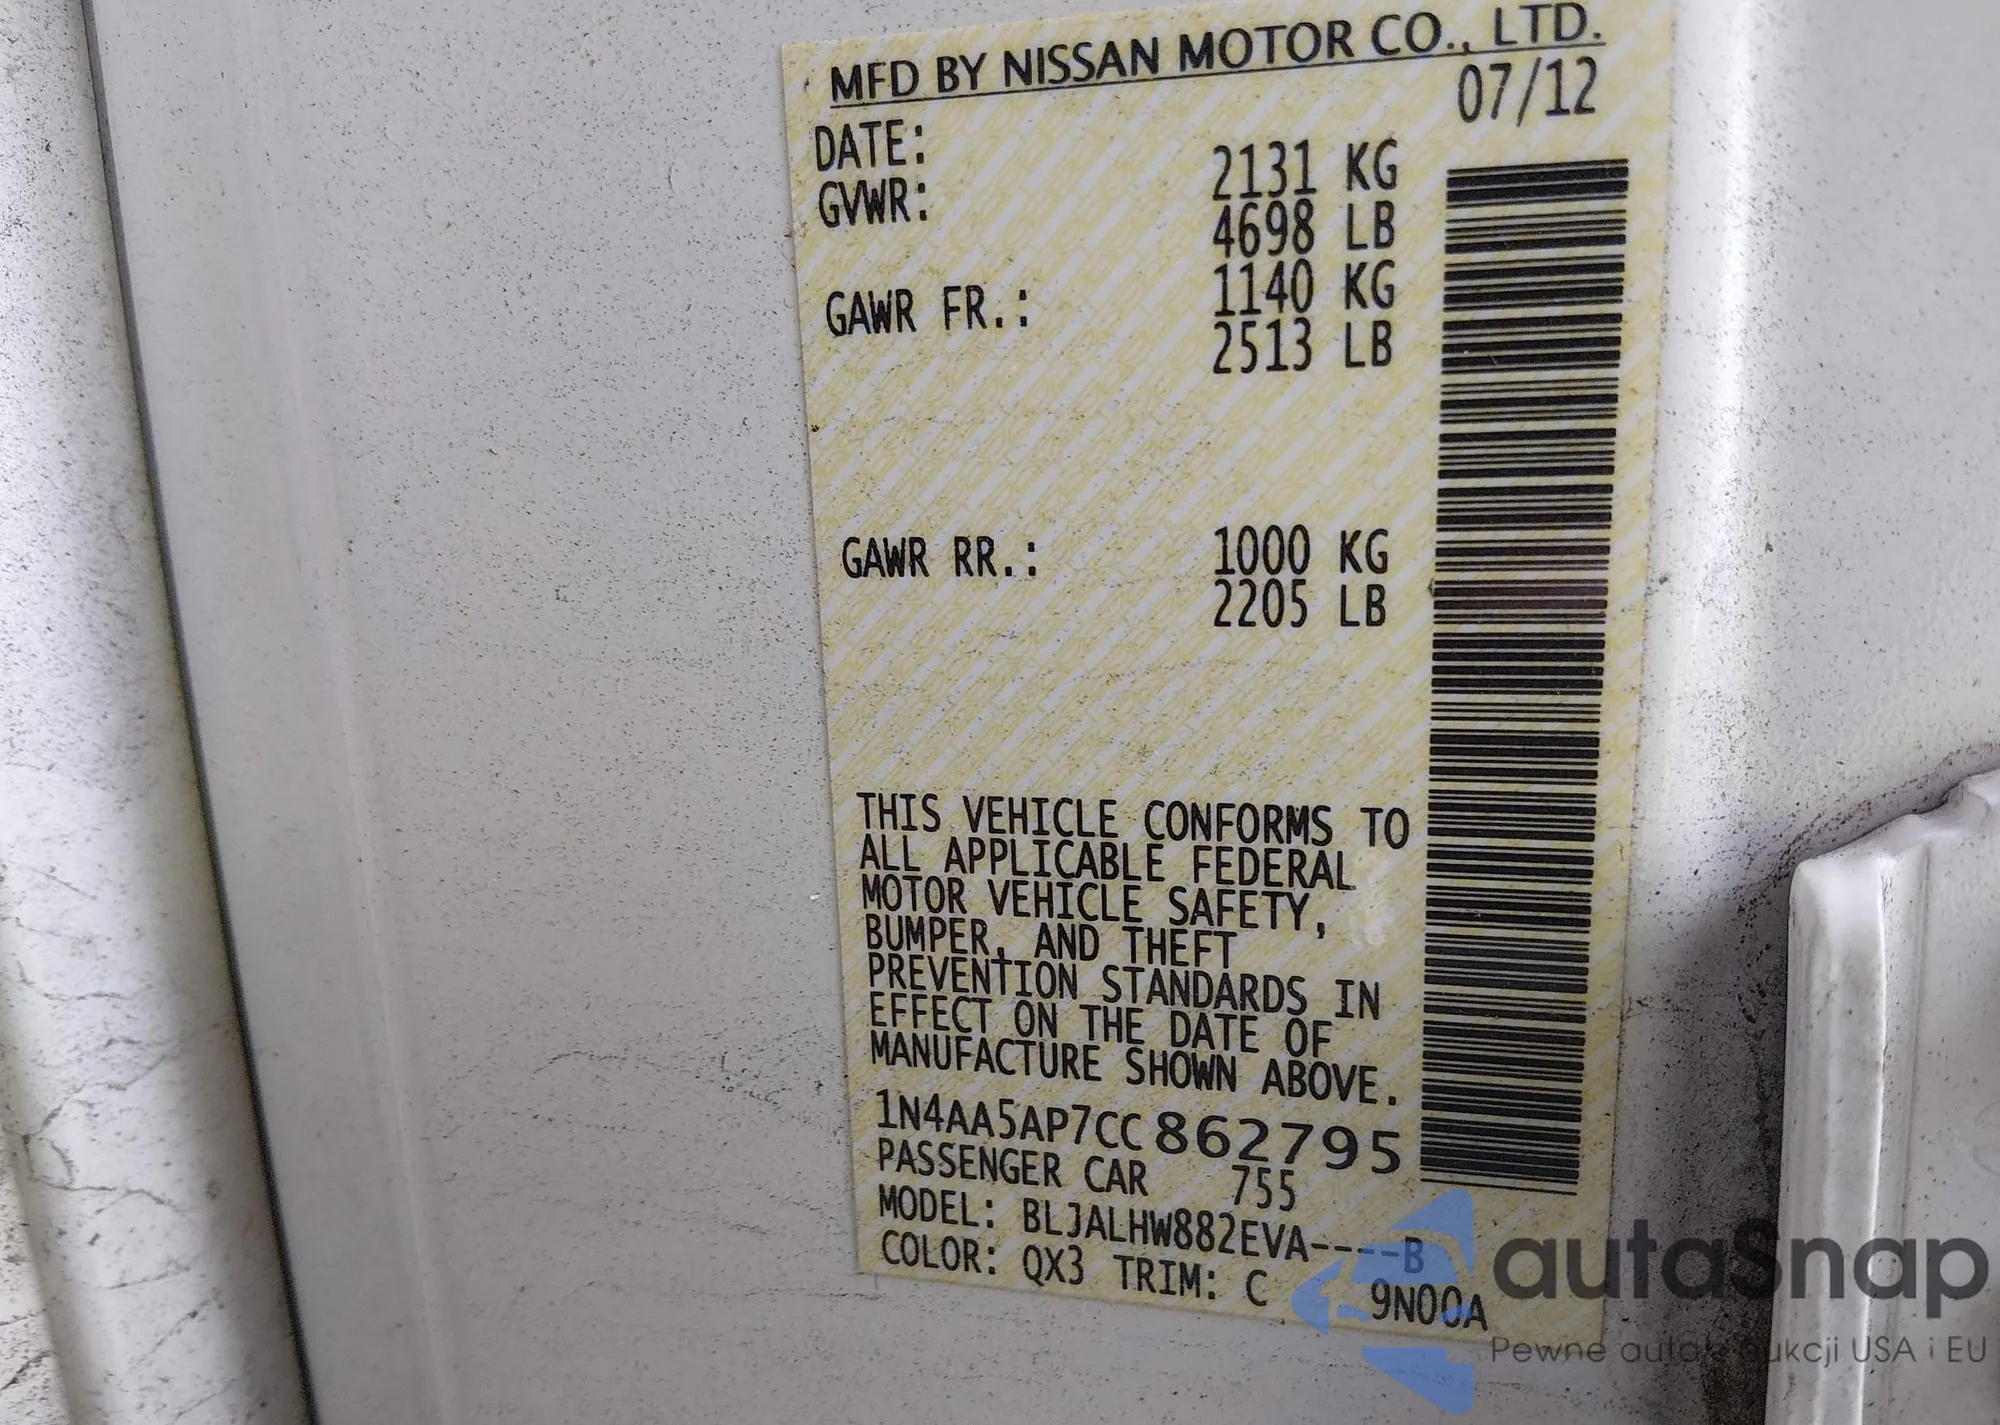 MFD BY NISSAN MOTOR CO., LTD.
DATE: 07/12
GVWR: 2131 KG
4698 LB
GAWR FR.: 1140 KG
2513 LB
GAWR RR.: 1000 KG
2205 LB
THIS VEHICLE CONFORMS TO
ALL APPLICABLE FEDERAL
MOTOR VEHICLE SAFETY,
BUMPER, AND THEFT
PREVENTION STANDARDS IN
EFFECT ON THE DATE OF
MANUFACTURE SHOWN ABOVE.
1N4AA5AP7CC862795
PASSENGER CAR 755
MODEL: BLJALHW882EVA----B
COLOR: QX3 TRIM: C 9N00A
autaSnap
Pewne auta USA i EU